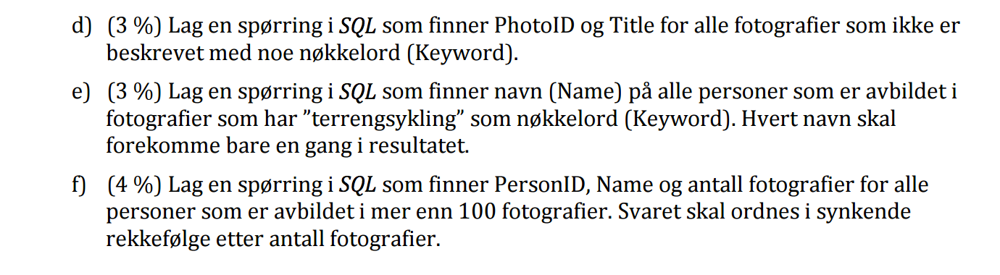 d) (3 %) Lag en spørring i SQL som finner PhotoID og Title for alle fotografier som ikke er
beskrevet med noe nøkkelord (Keyword).
e) (3 %) Lag en spørring i SQL som finner navn (Name) på alle personer som er avbildet i
fotografier som har ”terrengsykling” som nøkkelord (Keyword). Hvert navn skal
forekomme bare en gang i resultatet.
f) (4 %) Lag en spørring i SQL som finner PersonID, Name og antall fotografier for alle
personer som er avbildet i mer enn 100 fotografier. Svaret skal ordnes i synkende
rekkefølge etter antall fotografier.